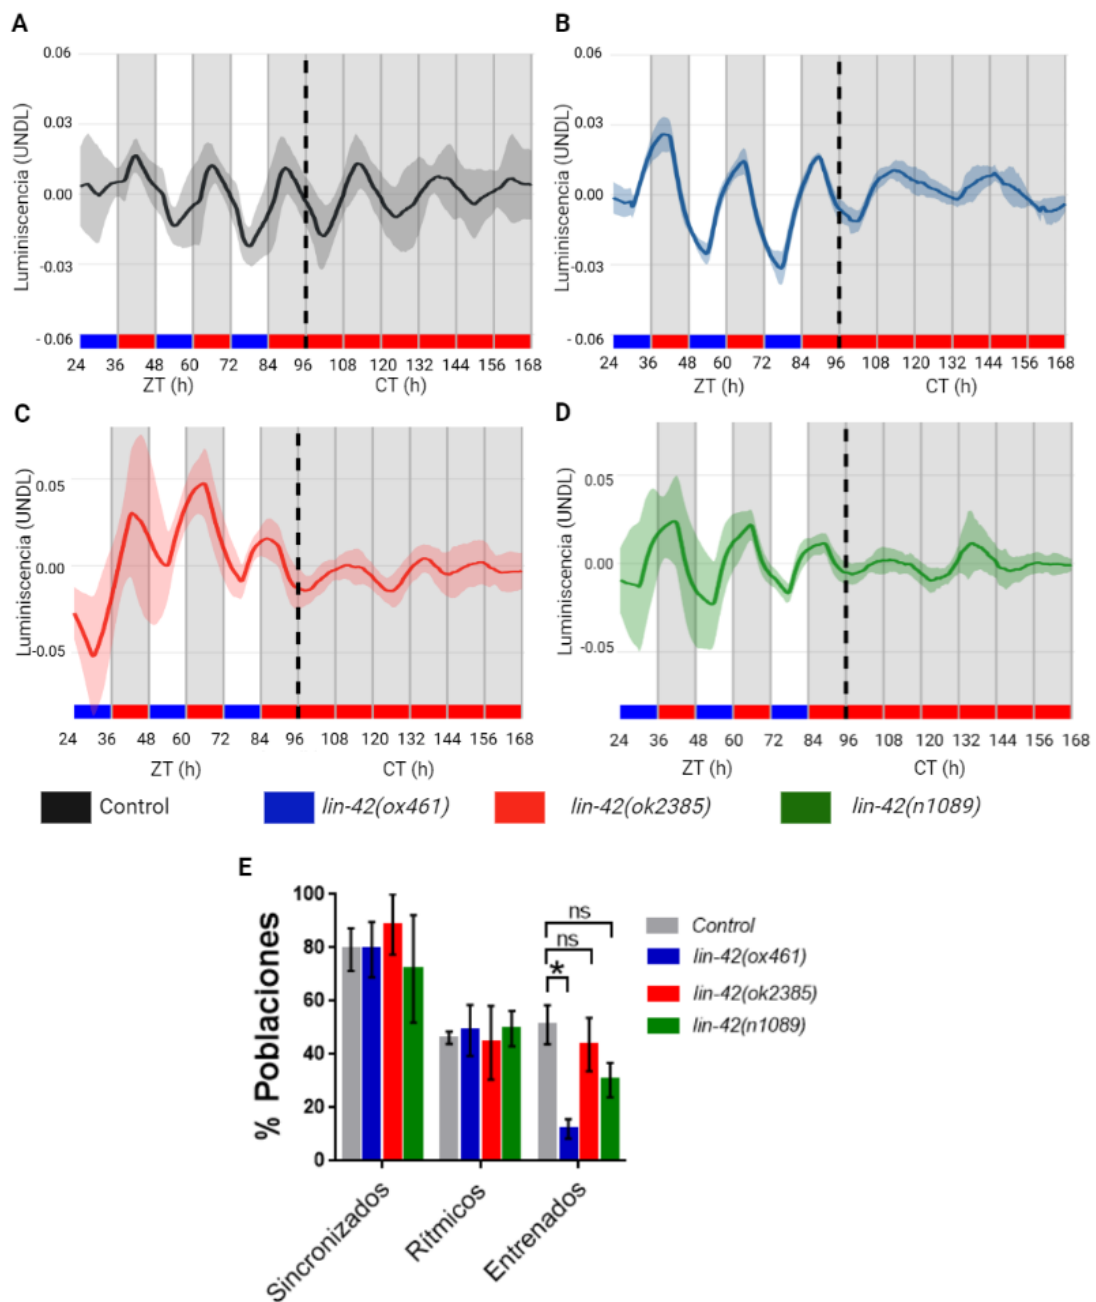 A
Luminiscencia (UNDL)
0.06
0.03
0.00
-0.03
- 0.06
24 36 48 60 72 84 96 108 120 132 144 156 168
ZT (h) CT (h)
B
Luminiscencia (UNDL)
0.06
0.03
0.00
-0.03
-0.06
24 36 48 60 72 84 96 108 120 132 144 156 168
ZT (h) CT (h)
C
Luminiscencia (UNDL)
0.05
0.00
-0.05
24 36 48 60 72 84 96 108 120 132 144 156 168
ZT (h) CT (h)
D
Luminiscencia (UNDL)
0.05
0.00
-0.05
24 36 48 60 72 84 96 108 120 132 144 156 168
ZT (h) CT (h)
Control lin-42(ox461) lin-42(ok2385) lin-42(n1089)
E
% Poblaciones
100
80
60
40
20
0
ns
ns
*
Sincronizados
Rítmicos
Entrenados
Control
lin-42(ox461)
lin-42(ok2385)
lin-42(n1089)